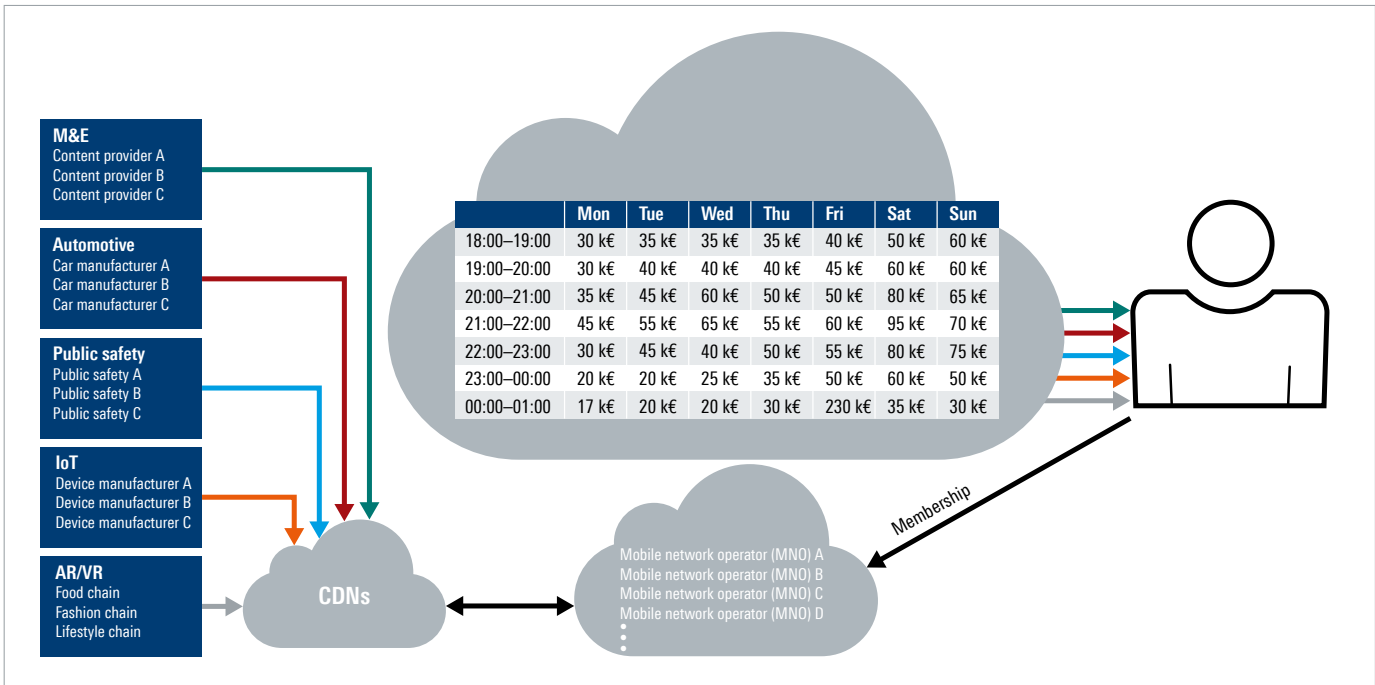 M&E
Content provider A
Content provider B
Content provider C
Automotive
Car manufacturer A
Car manufacturer B
Car manufacturer C
Public safety
Public safety A
Public safety B
Public safety C
IoT
Device manufacturer A
Device manufacturer B
Device manufacturer C
AR/VR
Food chain
Fashion chain
Lifestyle chain
Mon Tue Wed Thu Fri Sat Sun
18:00–19:00 30 k€ 35 k€ 35 k€ 35 k€ 40 k€ 50 k€ 60 k€
19:00–20:00 30 k€ 40 k€ 40 k€ 40 k€ 45 k€ 60 k€ 60 k€
20:00–21:00 35 k€ 45 k€ 60 k€ 50 k€ 50 k€ 80 k€ 65 k€
21:00–22:00 45 k€ 55 k€ 65 k€ 55 k€ 60 k€ 95 k€ 70 k€
22:00–23:00 30 k€ 45 k€ 40 k€ 50 k€ 55 k€ 80 k€ 75 k€
23:00–00:00 20 k€ 20 k€ 25 k€ 35 k€ 50 k€ 60 k€ 50 k€
00:00–01:00 17 k€ 20 k€ 20 k€ 30 k€ 230 k€ 35 k€ 30 k€
CDNs
Mobile network operator (MNO) A
Mobile network operator (MNO) B
Mobile network operator (MNO) C
Mobile network operator (MNO) D
Membership